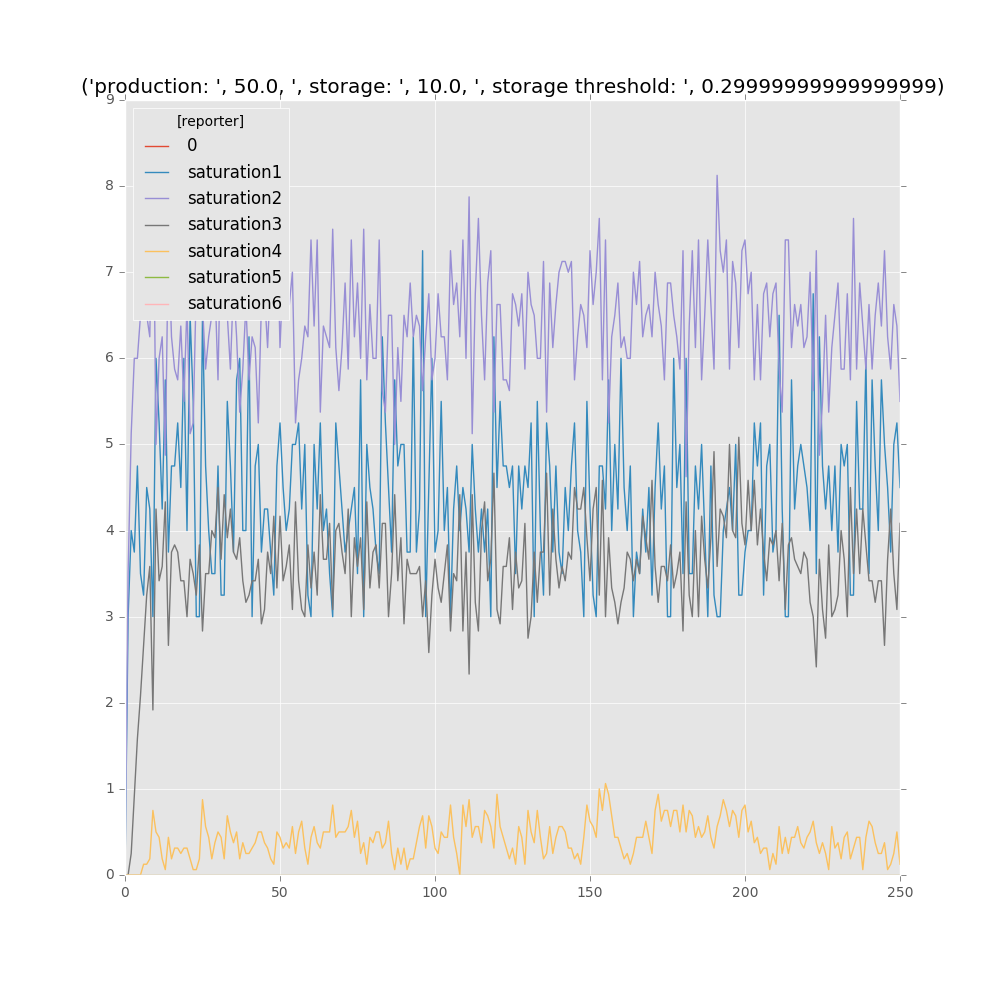 ('production: ', 50.0, ', storage: ', 10.0, ', storage threshold: ', 0.29999999999999999)
9
8
7
6
5
4
3
2
1
0
[reporter]
0
saturation1
saturation2
saturation3
saturation4
saturation5
saturation6
0 50 100 150 200 250